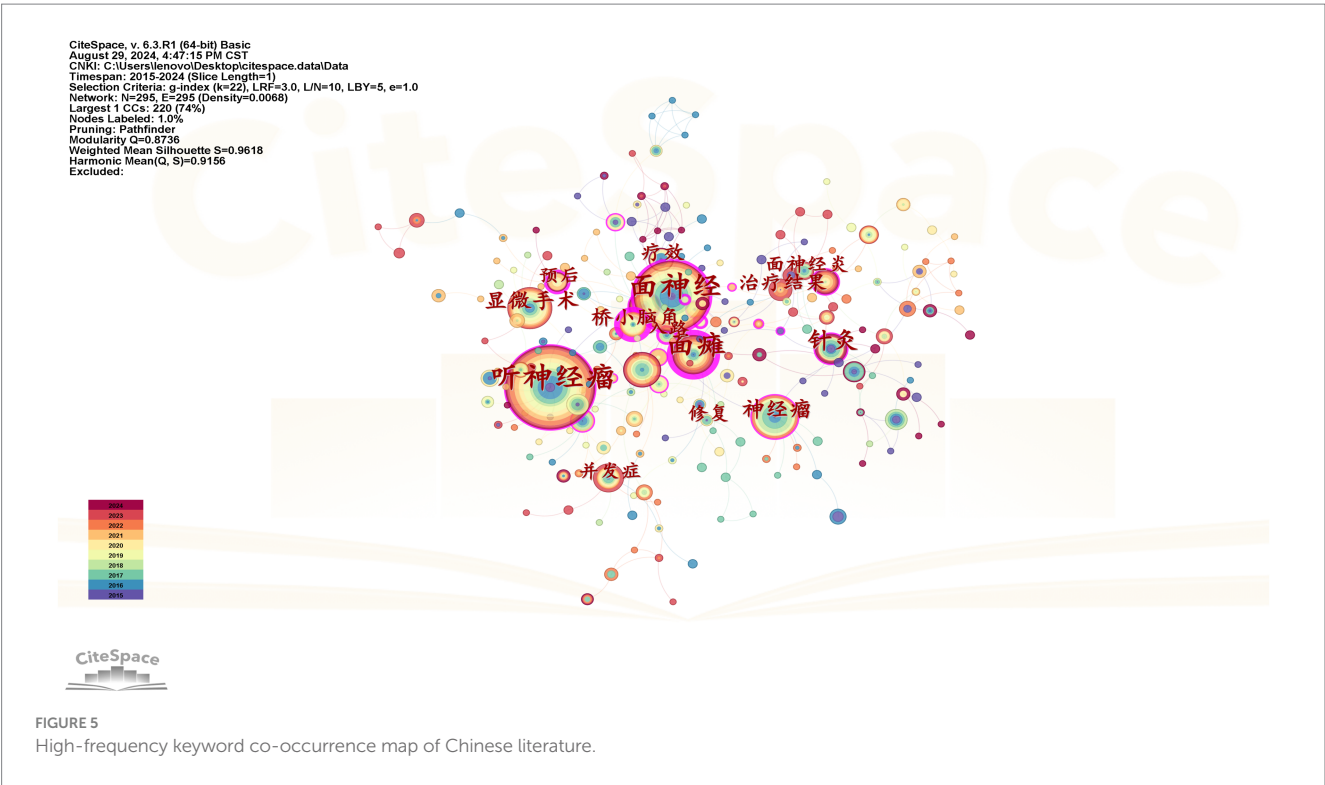 CiteSpace, v. 6.3.R1 (64-bit) Basic
August 29, 2024, 4:47:15 PM CST
CNKI: C:\Users\lenovo\Desktop\citespace.data\Data
Timespan: 2015-2024 (Slice Length=1)
Selection Criteria: g-index (k=22), LRF=3.0, L/N=10, LBY=5, e=1.0
Network: N=295, E=295 (Density=0.0068)
Largest 1 CCs: 220 (74%)
Nodes Labeled: 1.0%
Pruning: Pathfinder
Modularity Q=0.8736
Weighted Mean Silhouette S=0.9618
Harmonic Mean(Q, S)=0.9156
Excluded:
CiteSpace
疗效
面神经炎
预后
面神经
治疗结果
显微手术
桥小脑角
入路
面瘫
针灸
听神经瘤
修复
神经瘤
并发症
2024
2023
2022
2021
2020
2019
2018
2017
2016
2015
CiteSpace
FIGURE 5
High-frequency keyword co-occurrence map of Chinese literature.